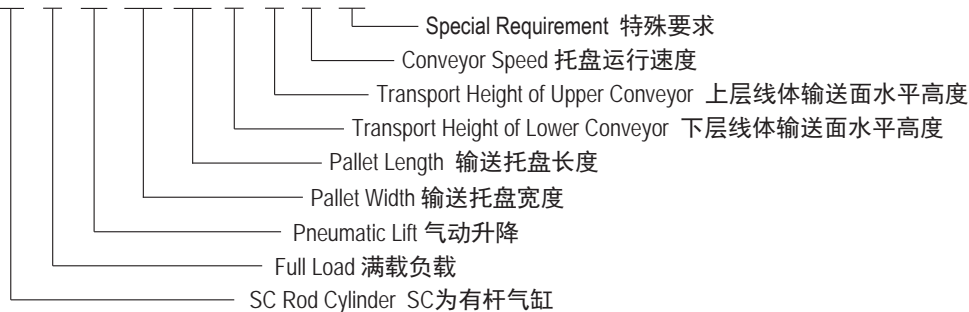 Special Requirement 特殊要求
Conveyor Speed 托盘运行速度
Transport Height of Upper Conveyor 上层线体输送面水平高度
Transport Height of Lower Conveyor 下层线体输送面水平高度
Pallet Length 输送托盘长度
Pallet Width 输送托盘宽度
Pneumatic Lift 气动升降
Full Load 满载负载
SC Rod Cylinder SC为有杆气缸